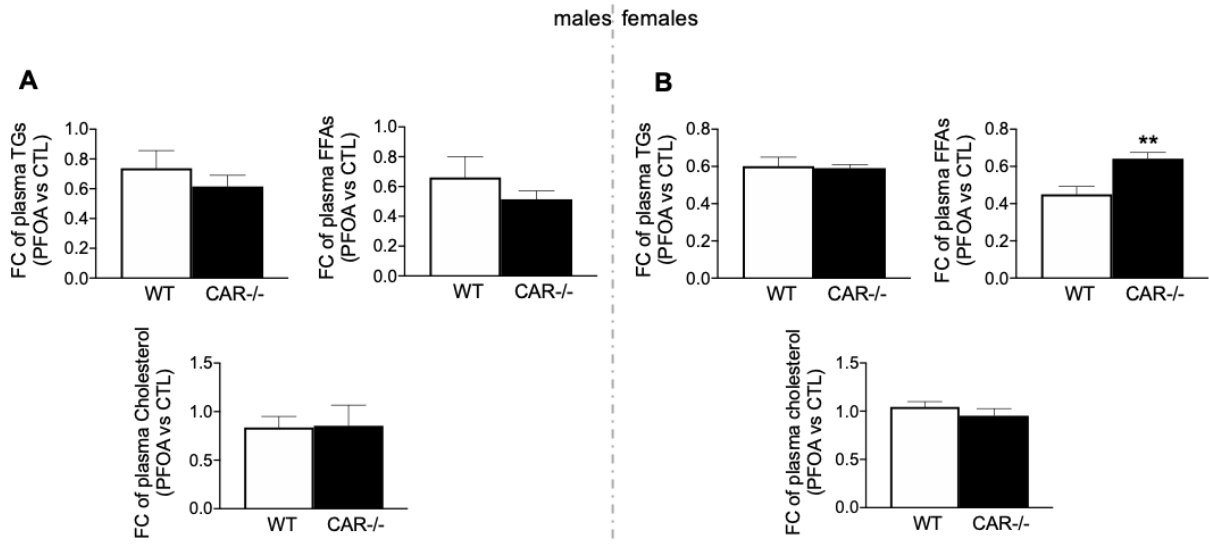 males females
A
FC of plasma TGs
(PFOA vs CTL)
1.0
0.8
0.6
0.4
0.2
0.0
WT CAR-/-
FC of plasma FFAs
(PFOA vs CTL)
1.0
0.8
0.6
0.4
0.2
0.0
WT CAR-/-
FC of plasma Cholesterol
(PFOA vs CTL)
1.5
1.0
0.5
0.0
WT CAR-/-
B
FC of plasma TGs
(PFOA vs CTL)
0.8
0.6
0.4
0.2
0.0
WT CAR-/-
FC of plasma FFAs
(PFOA vs CTL)
0.8
0.6
0.4
0.2
0.0
**
WT CAR-/-
FC of plasma cholesterol
(PFOA vs CTL)
1.5
1.0
0.5
0.0
WT CAR-/-